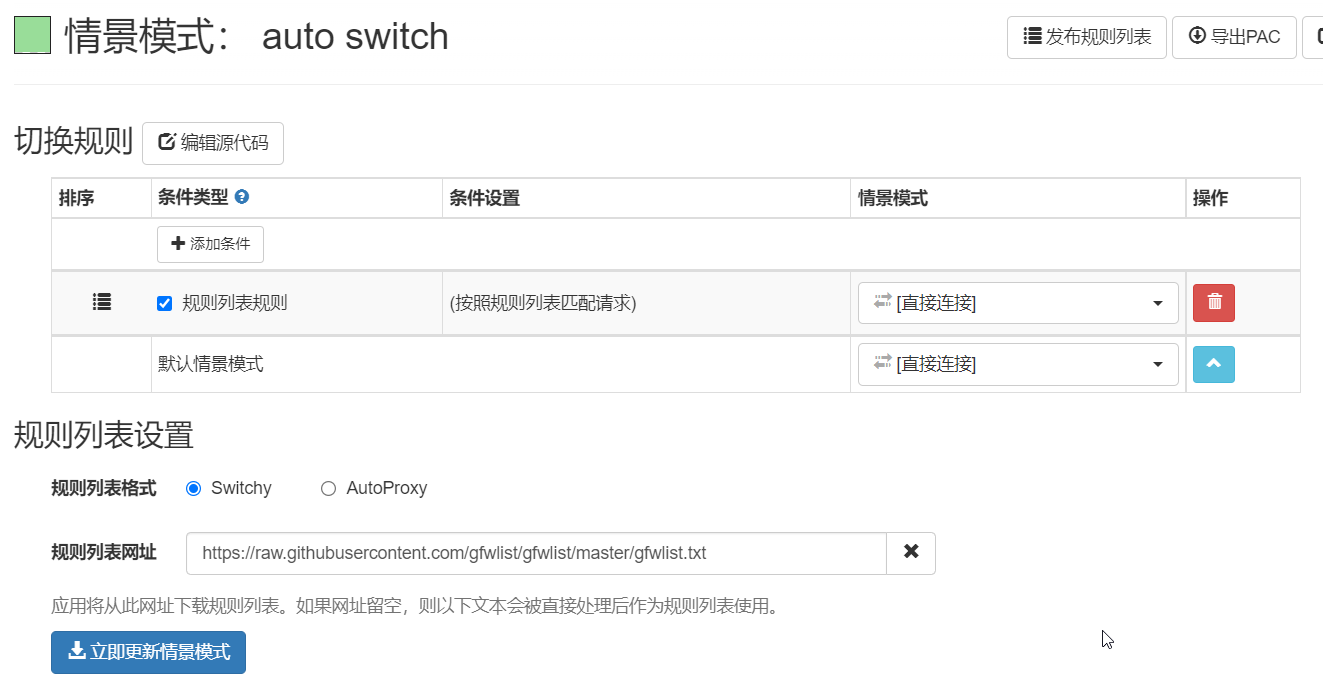 情景模式： auto switch
发布规则列表
导出PAC
切换规则
编辑源代码
排序 条件类型 条件设置 情景模式 操作
添加条件
规则列表规则 (按照规则列表匹配请求) [直接连接]
默认情景模式 [直接连接]
规则列表设置
规则列表格式 Switchy AutoProxy
规则列表网址 https://raw.githubusercontent.com/gfwlist/gfwlist/master/gfwlist.txt
应用将从此网址下载规则列表。如果网址留空，则以下文本会被直接处理后作为规则列表使用。
立即更新情景模式